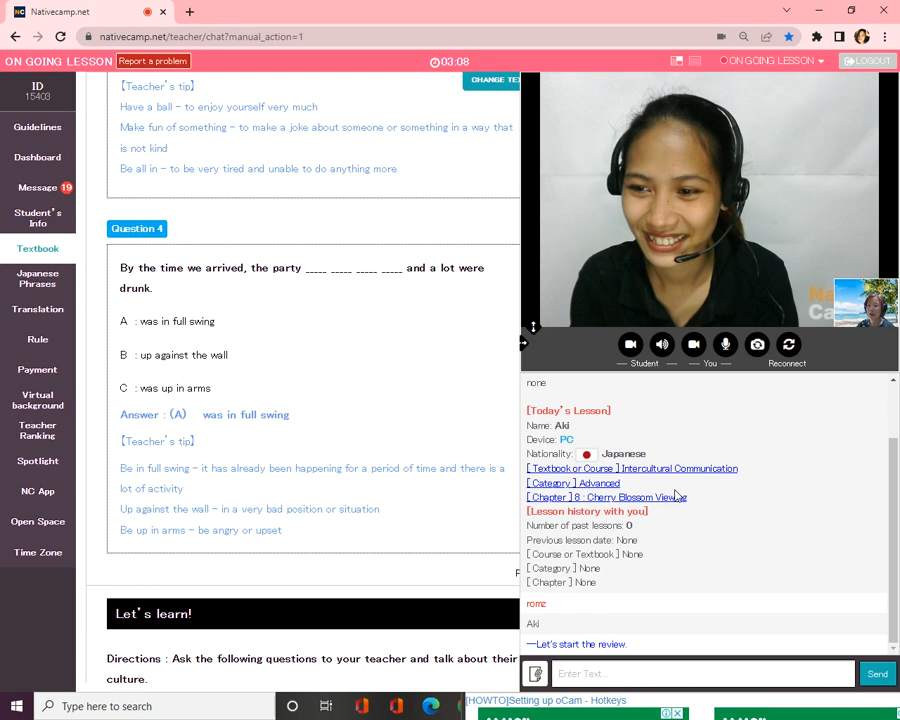 Nativecamp.net
nativecamp.net/teacher/chat?manual_action=1
ON GOING LESSON
Report a problem
03:08
ON GOING LESSON
LOGOUT
ID
15403
Guidelines
Dashboard
Message 19
Student's
Info
Textbook
Japanese
Phrases
Translation
Rule
Payment
Virtual
background
Teacher
Ranking
Spotlight
NC App
Open Space
Time Zone
【Teacher's tip】
CHANGE TE
Have a ball – to enjoy yourself very much
Make fun of something – to make a joke about someone or something in a way that
is not kind
Be all in – to be very tired and unable to do anything more
Question 4
By the time we arrived, the party _____ _____ _____ _____ and a lot were
drunk.
A : was in full swing
B : up against the wall
C : was up in arms
Answer : (A) was in full swing
【Teacher's tip】
Be in full swing – it has already been happening for a period of time and there is a
lot of activity
Up against the wall – in a very bad position or situation
Be up in arms – be angry or upset
Let's learn!
Directions : Ask the following questions to your teacher and talk about their
culture.
Student
You
Reconnect
none
[Today's Lesson]
Name: Aki
Device: PC
Nationality: Japanese
[ Textbook or Course ] Intercultural Communication
[ Category ] Advanced
[ Chapter ] 8 : Cherry Blossom Viewing
[Lesson history with you]
Number of past lessons: 0
Previous lesson date: None
[ Course or Textbook ] None
[ Category ] None
[ Chapter ] None
romz
Aki
—Let's start the review.
Enter Text...
Send
Type here to search
[HOWTO]Setting up oCam - Hotkeys